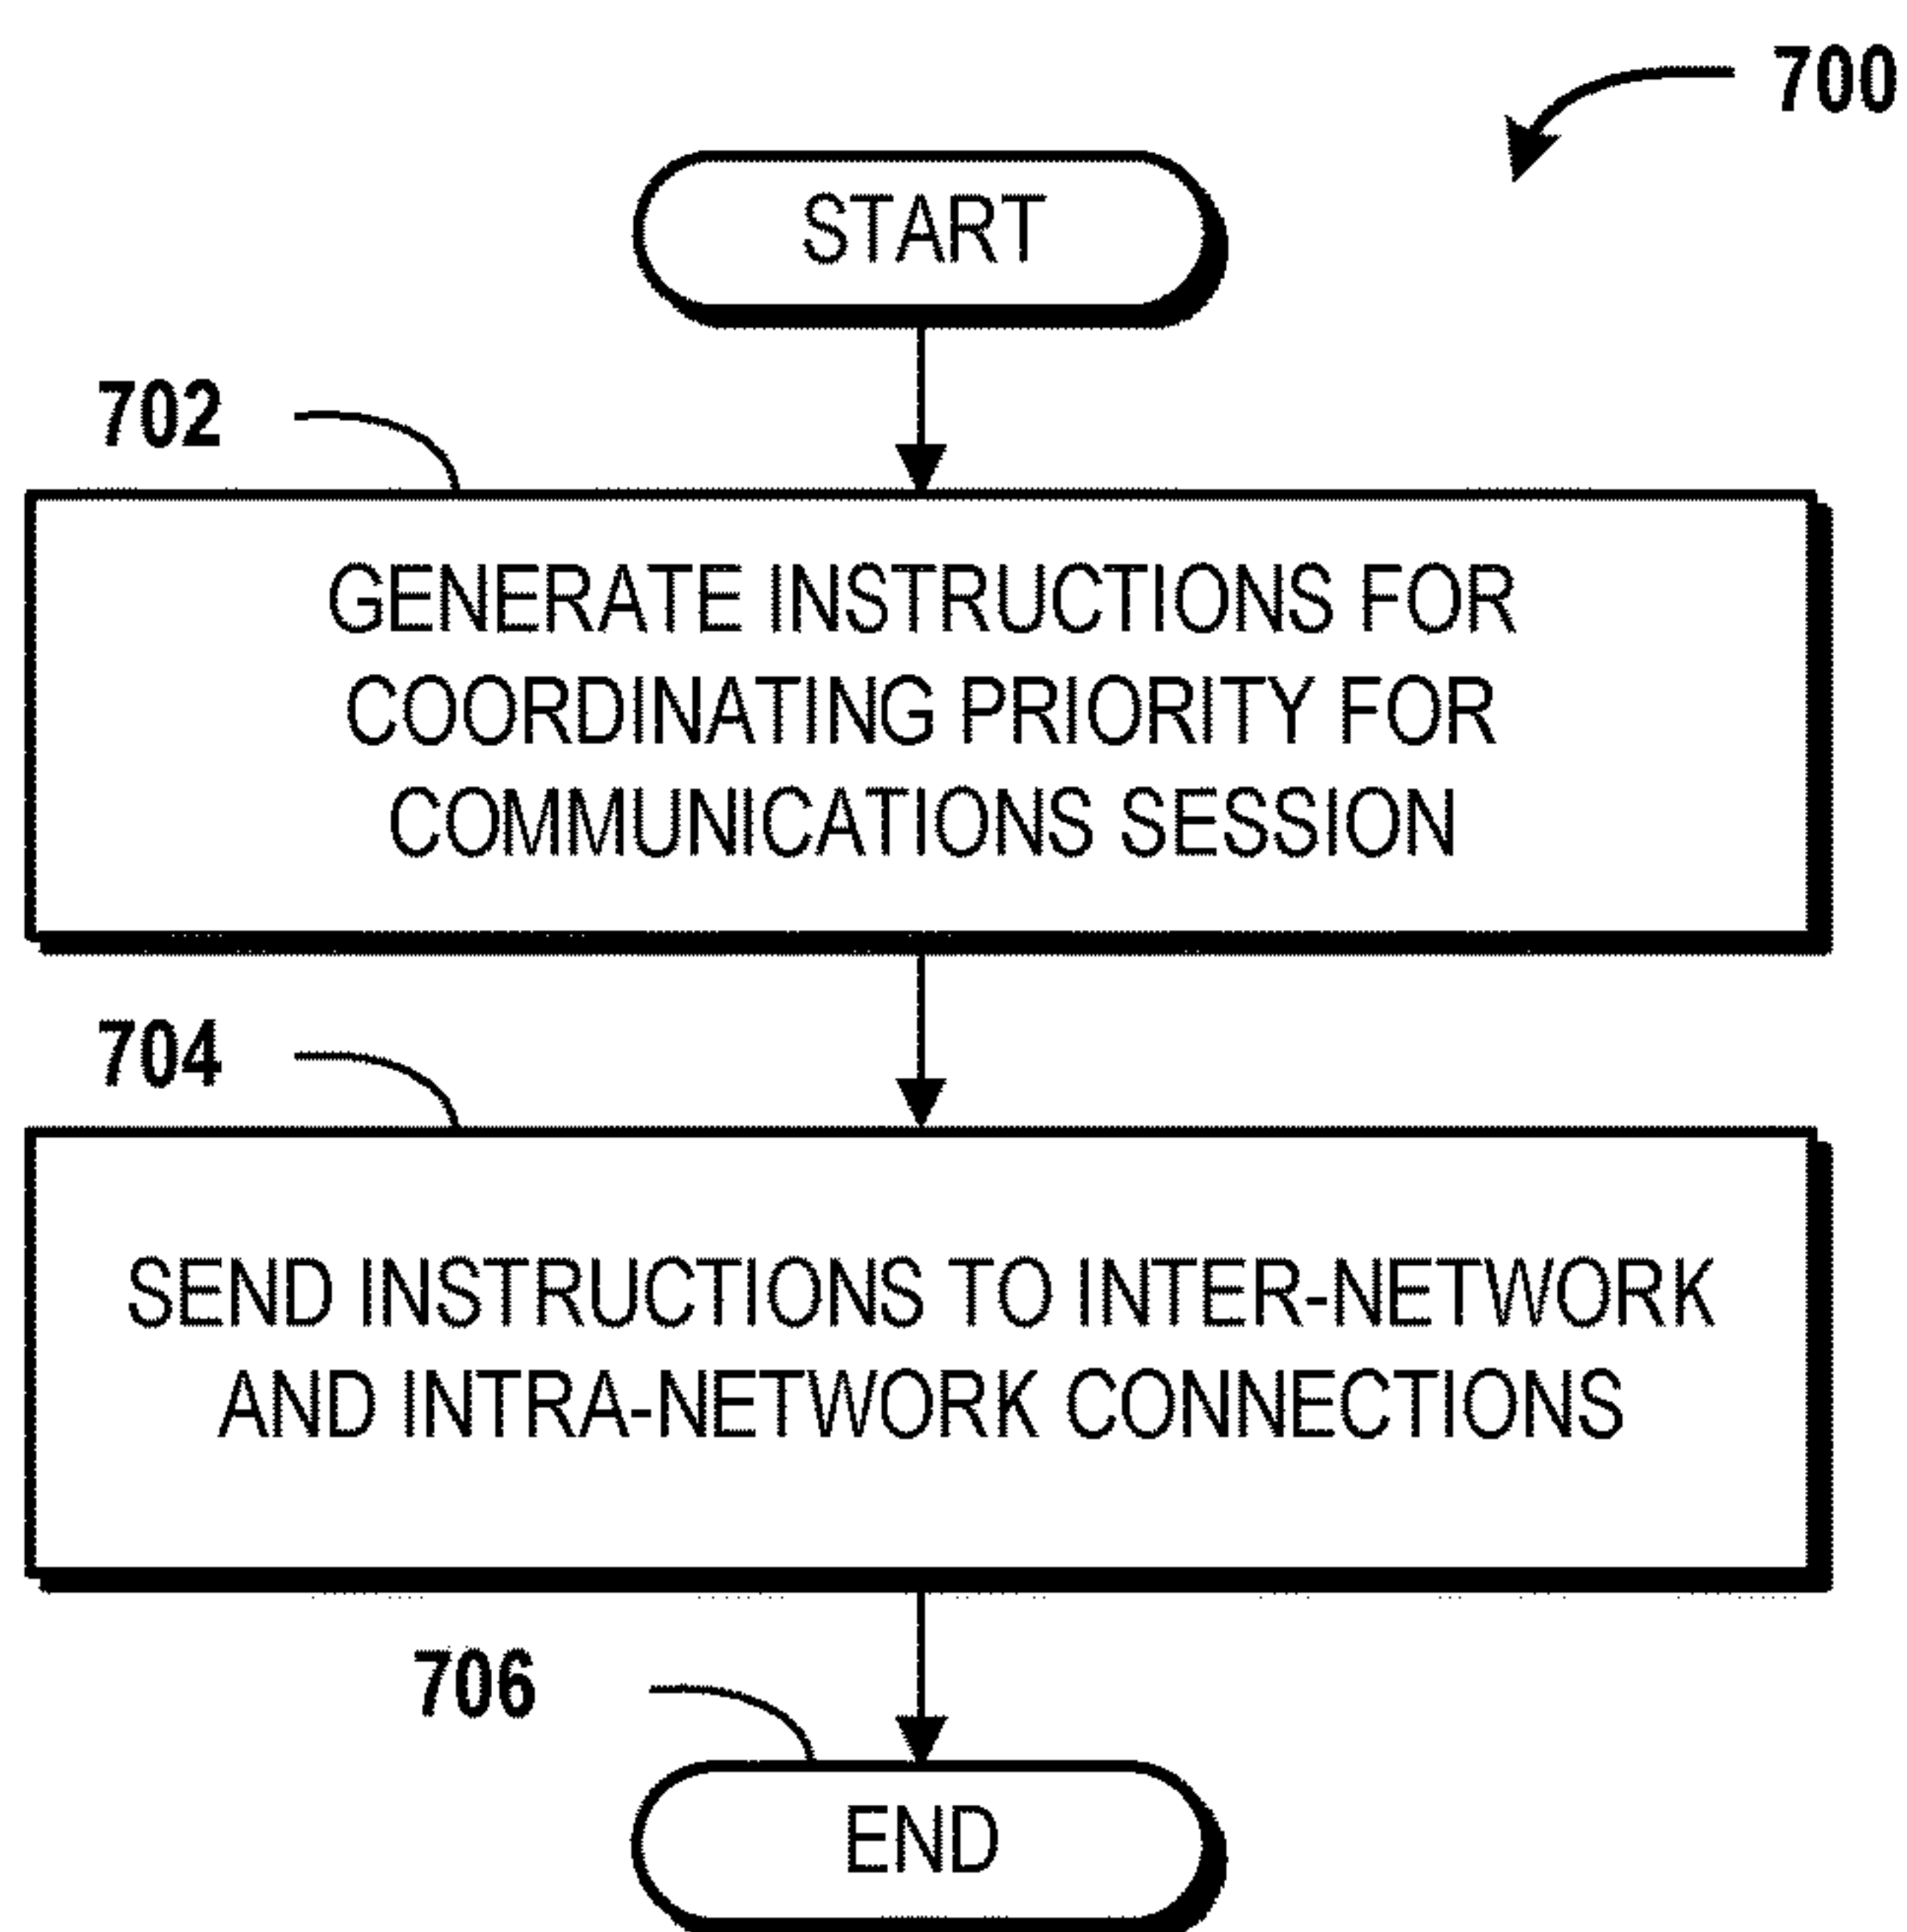 700
START
702
GENERATE INSTRUCTIONS FOR
COORDINATING PRIORITY FOR
COMMUNICATIONS SESSION
704
SEND INSTRUCTIONS TO INTER-NETWORK
AND INTRA-NETWORK CONNECTIONS
706
END